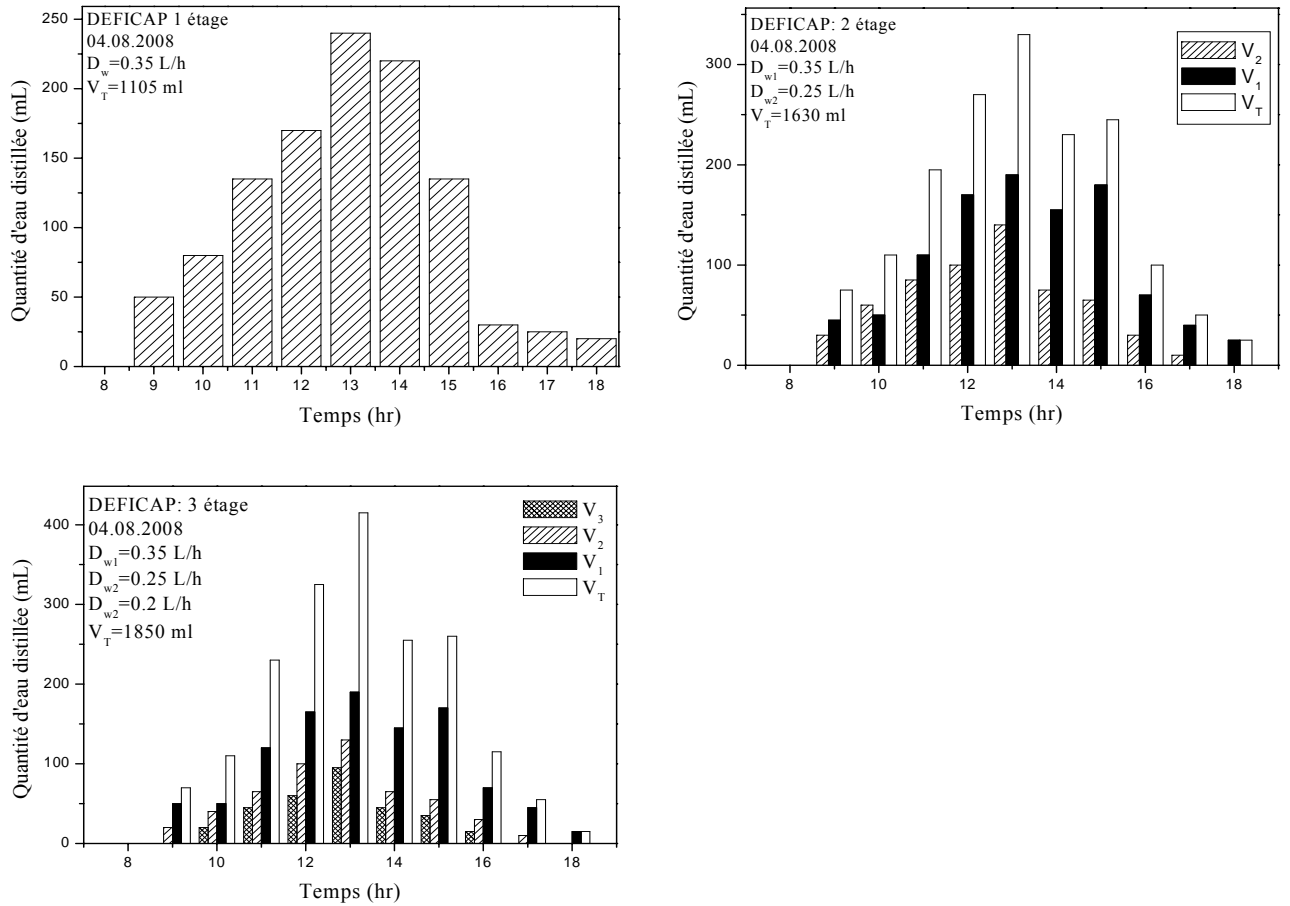 DEFICAP 1 étage
04.08.2008
D_w=0.35 L/h
V_T=1105 ml
Quantité d'eau distillée (mL)
250
200
150
100
50
0
8 9 10 11 12 13 14 15 16 17 18
Temps (hr)
DEFICAP: 2 étage
04.08.2008
D_w1=0.35 L/h
D_w2=0.25 L/h
V_T=1630 ml
V_2
V_1
V_T
Quantité d'eau distillée (mL)
300
200
100
0
8 10 12 14 16 18
Temps (hr)
DEFICAP: 3 étage
04.08.2008
D_w1=0.35 L/h
D_w2=0.25 L/h
D_w2=0.2 L/h
V_T=1850 ml
V_3
V_2
V_1
V_T
Quantité d'eau distillée (mL)
400
300
200
100
0
8 10 12 14 16 18
Temps (hr)